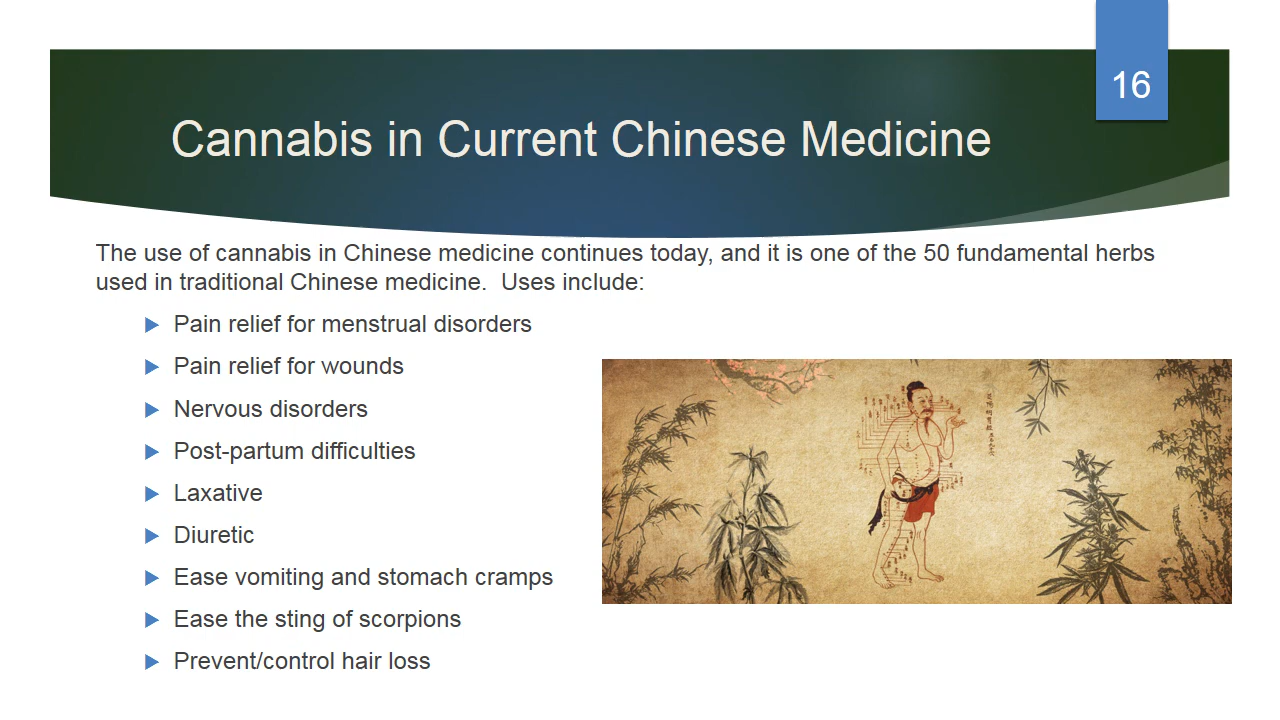 16
Cannabis in Current Chinese Medicine
The use of cannabis in Chinese medicine continues today, and it is one of the 50 fundamental herbs
used in traditional Chinese medicine.  Uses include:
Pain relief for menstrual disorders
Pain relief for wounds
Nervous disorders
Post-partum difficulties
Laxative
Diuretic
Ease vomiting and stomach cramps
Ease the sting of scorpions
Prevent/control hair loss